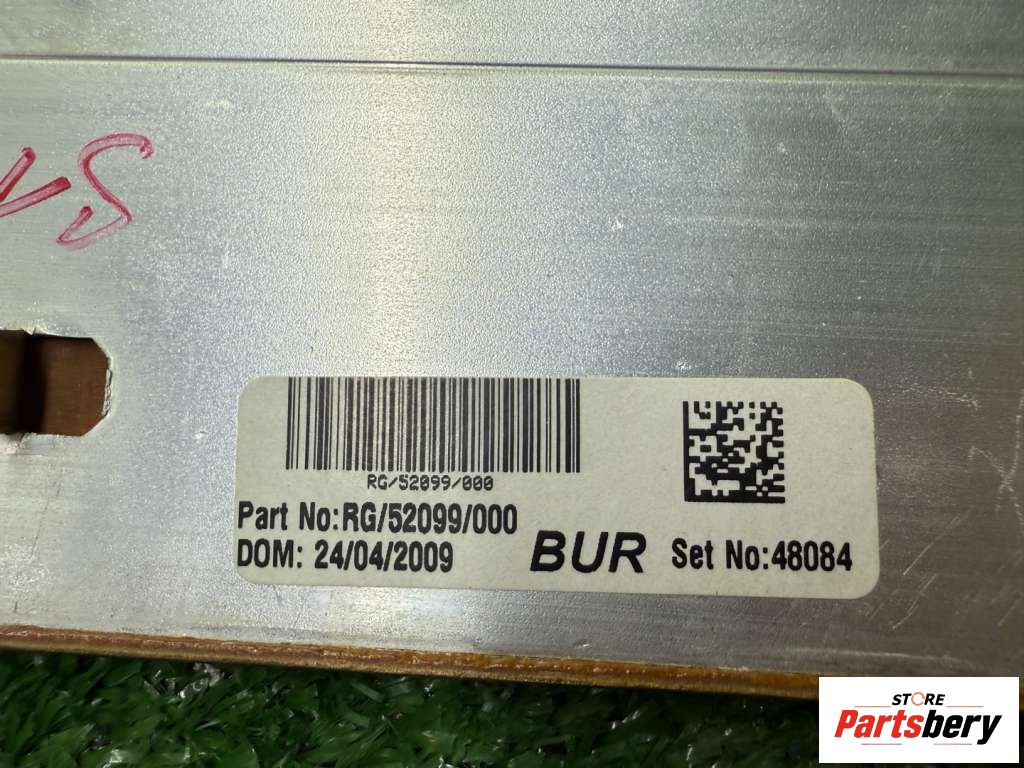 RG/52099/000
Part No:RG/52099/000
DOM: 24/04/2009
BUR
Set No:48084
STORE
Partsbery